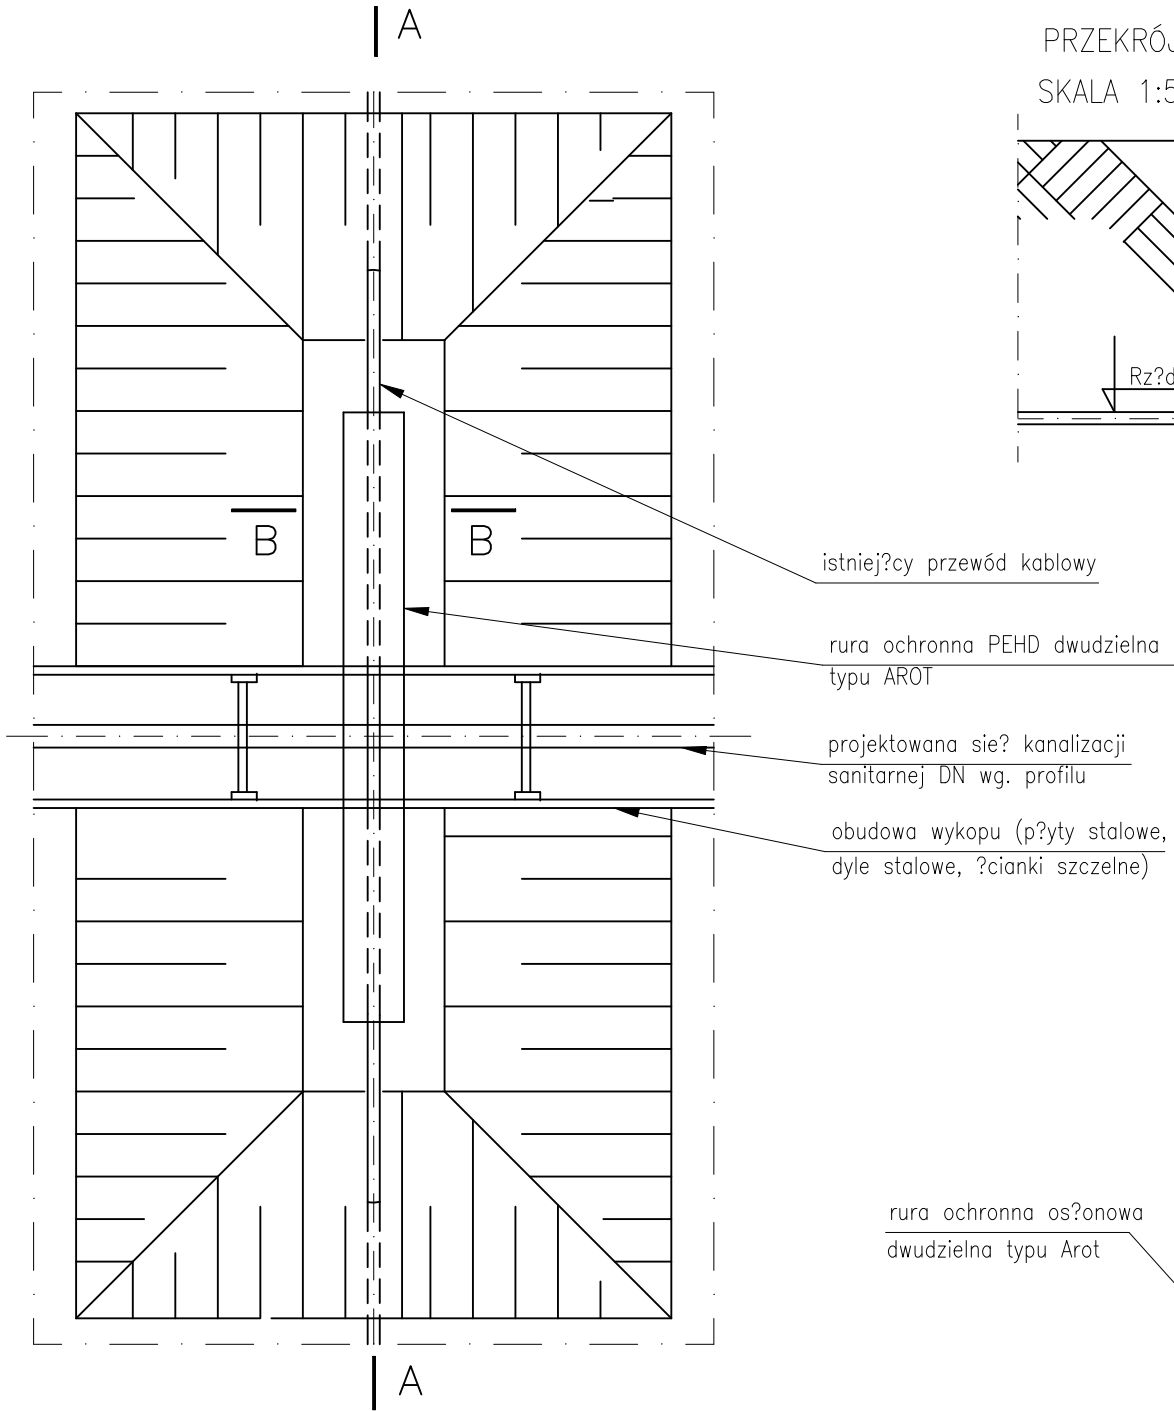 A
PRZEKRÓJ
SKALA 1:5
Rz?d
B B
istniej?cy przewód kablowy
rura ochronna PEHD dwudzielna
typu AROT
projektowana sie? kanalizacji
sanitarnej DN wg. profilu
obudowa wykopu (p?yty stalowe,
dyle stalowe, ?cianki szczelne)
rura ochronna os?onowa
dwudzielna typu Arot
A